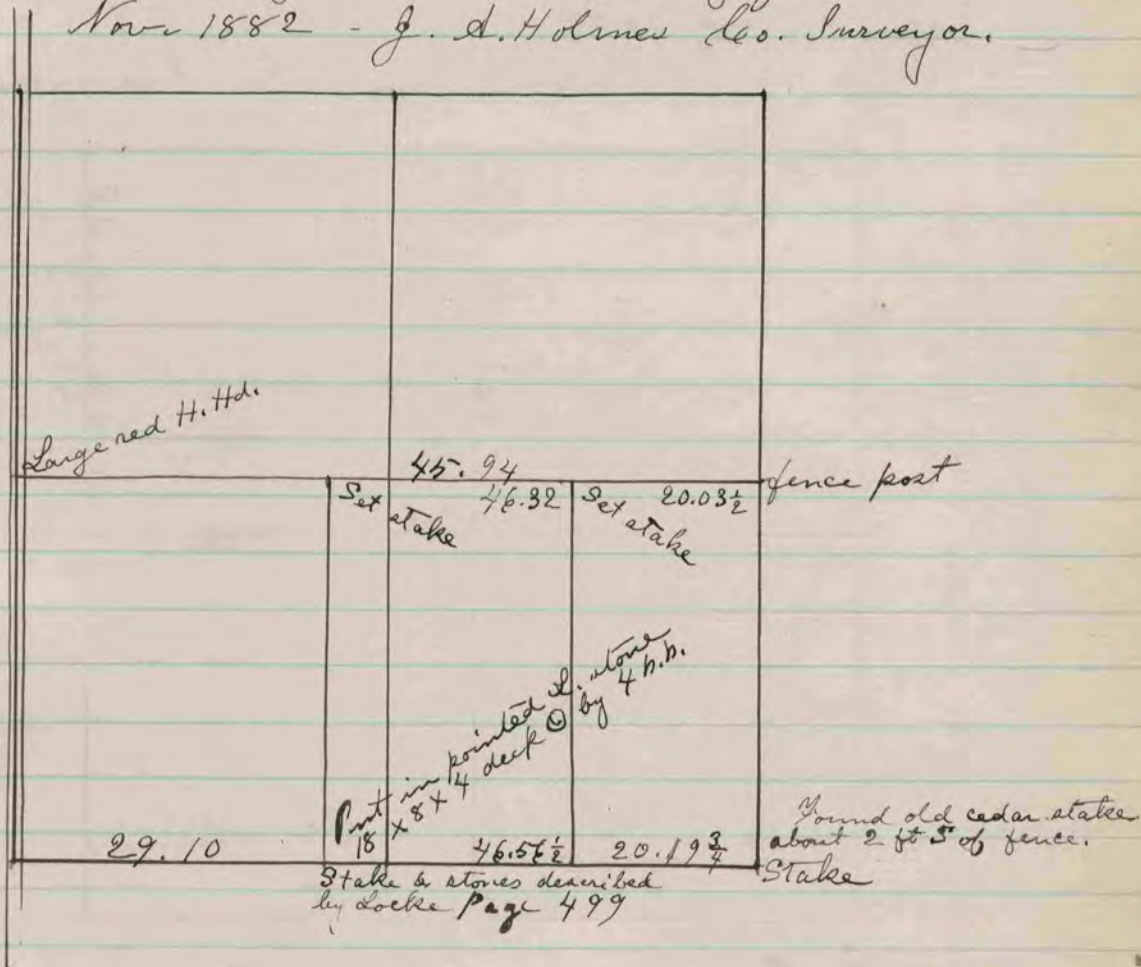 Nov. 1882 - J. A. Holmes Co. Surveyor.
Large red H. Hd.
45.94
fence post
Set stake
46.32
Set stake
20.03½
Put in pointed L. stone
18 x 8 x 4 deep by 4 h.h.
Found old cedar stake
about 2 ft S of fence.
29.10
46.56½
20.19¾
Stake
Stake & stones described
by Locke Page 499